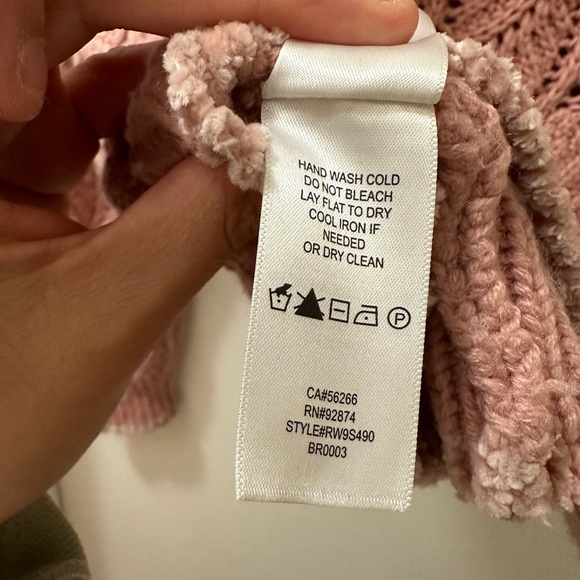 HAND WASH COLD
DO NOT BLEACH
LAY FLAT TO DRY
COOL IRON IF
NEEDED
OR DRY CLEAN
P
CA#56266
RN#92874
STYLE#RW9S490
BR0003